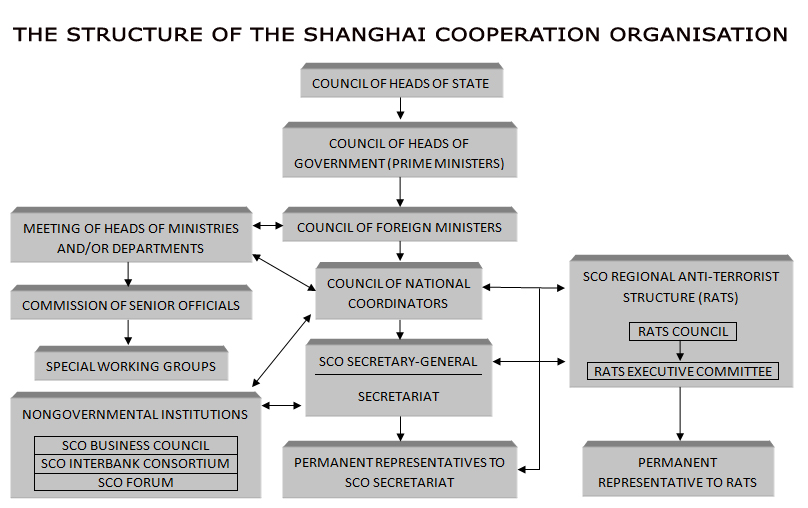 THE STRUCTURE OF THE SHANGHAI COOPERATION ORGANISATION
COUNCIL OF HEADS OF STATE
COUNCIL OF HEADS OF
GOVERNMENT (PRIME MINISTERS)
MEETING OF HEADS OF MINISTRIES
AND/OR DEPARTMENTS
COUNCIL OF FOREIGN MINISTERS
COMMISSION OF SENIOR OFFICIALS
COUNCIL OF NATIONAL
COORDINATORS
SCO REGIONAL ANTI-TERRORIST
STRUCTURE (RATS)
RATS COUNCIL
RATS EXECUTIVE COMMITTEE
SPECIAL WORKING GROUPS
SCO SECRETARY-GENERAL
SECRETARIAT
NONGOVERNMENTAL INSTITUTIONS
SCO BUSINESS COUNCIL
SCO INTERBANK CONSORTIUM
SCO FORUM
PERMANENT REPRESENTATIVES TO
SCO SECRETARIAT
PERMANENT
REPRESENTATIVE TO RATS